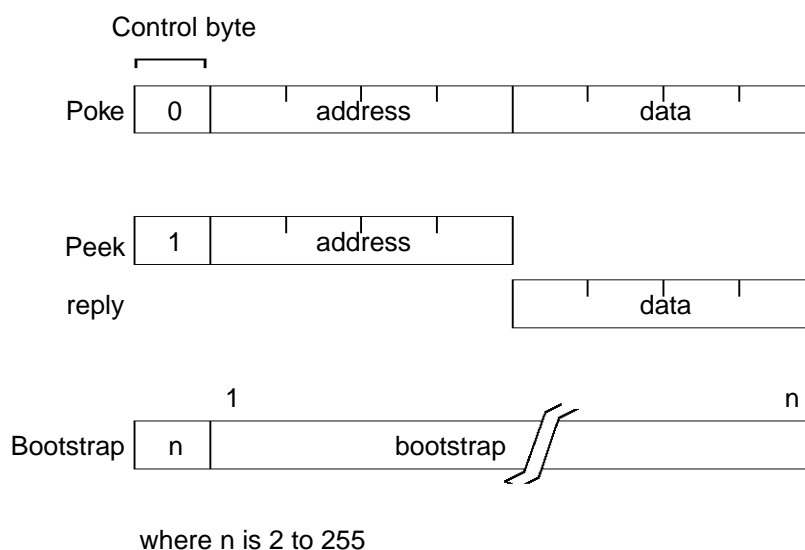 Control byte
Poke 0 address data
Peek 1 address
reply data
1 n
Bootstrap n bootstrap
where n is 2 to 255